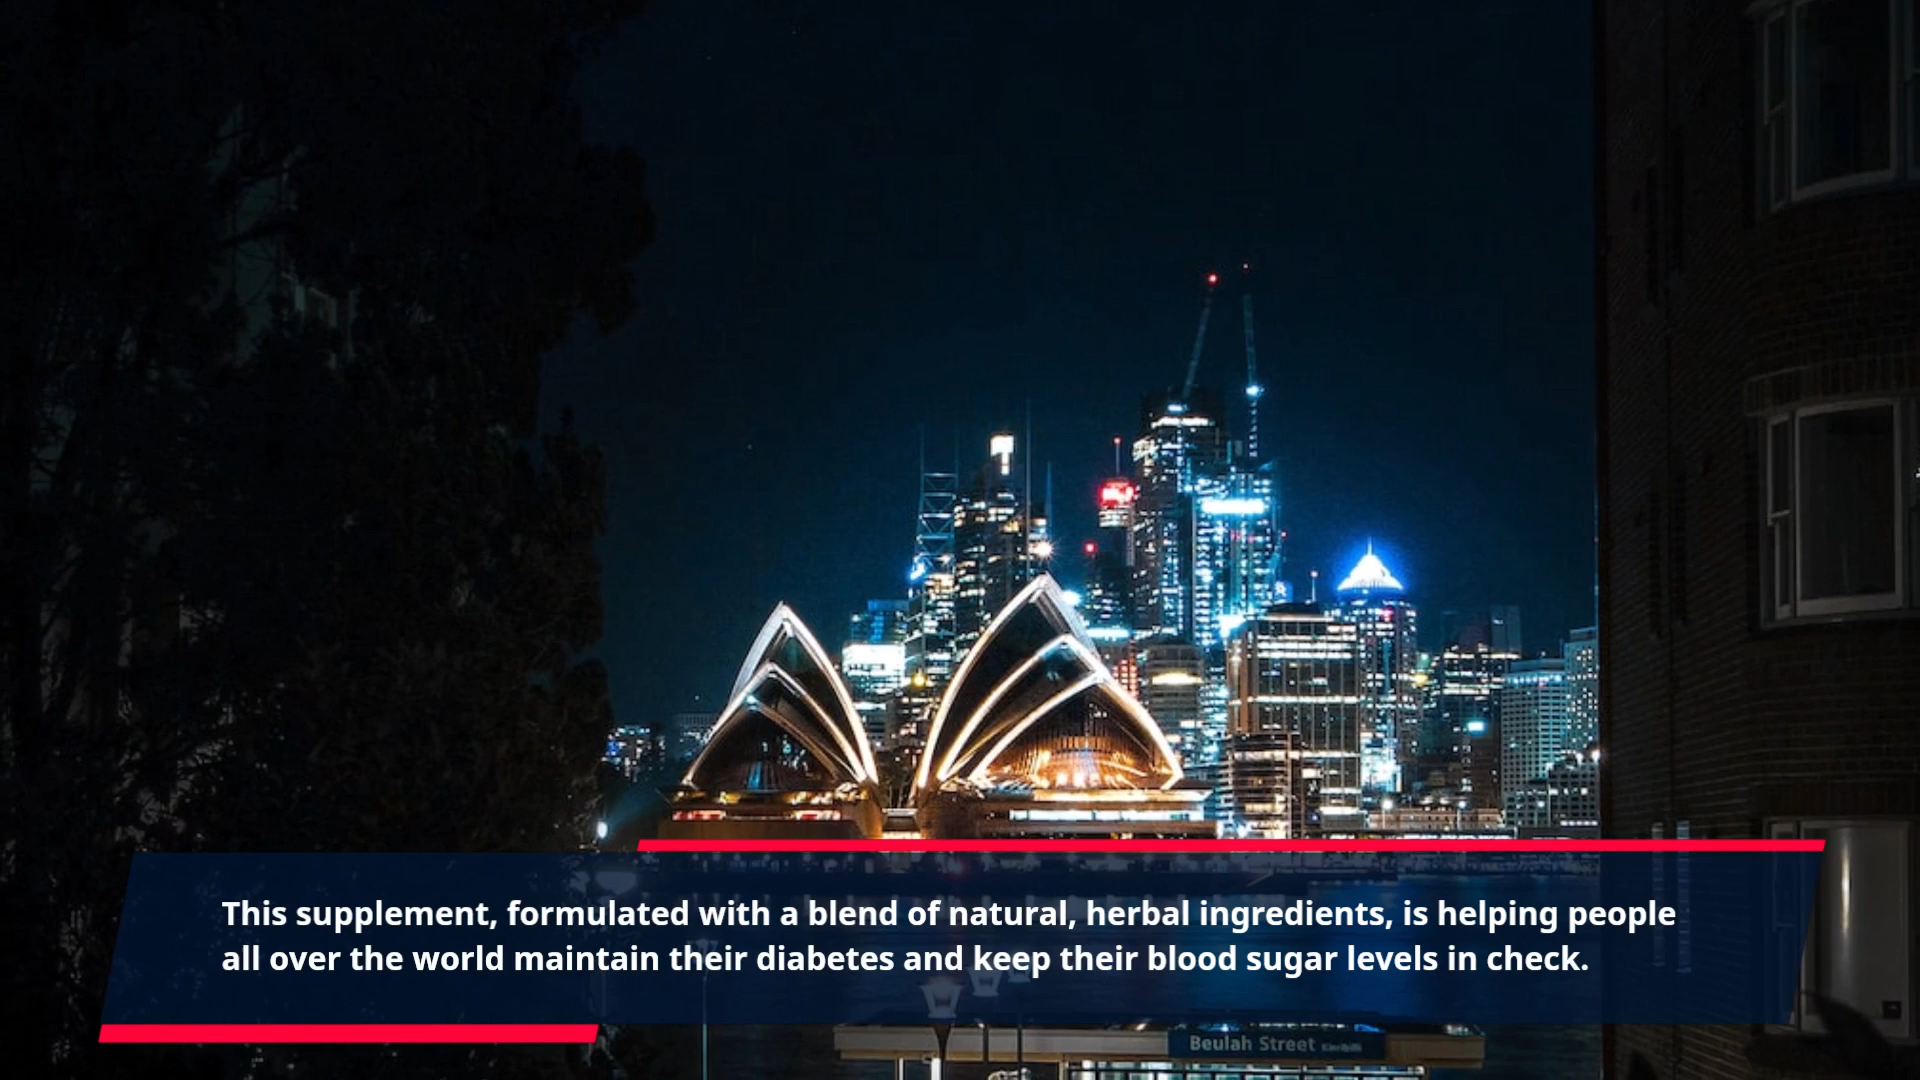 This supplement, formulated with a blend of natural, herbal ingredients, is helping people
all over the world maintain their diabetes and keep their blood sugar levels in check.
Beulah Street Kirribilli